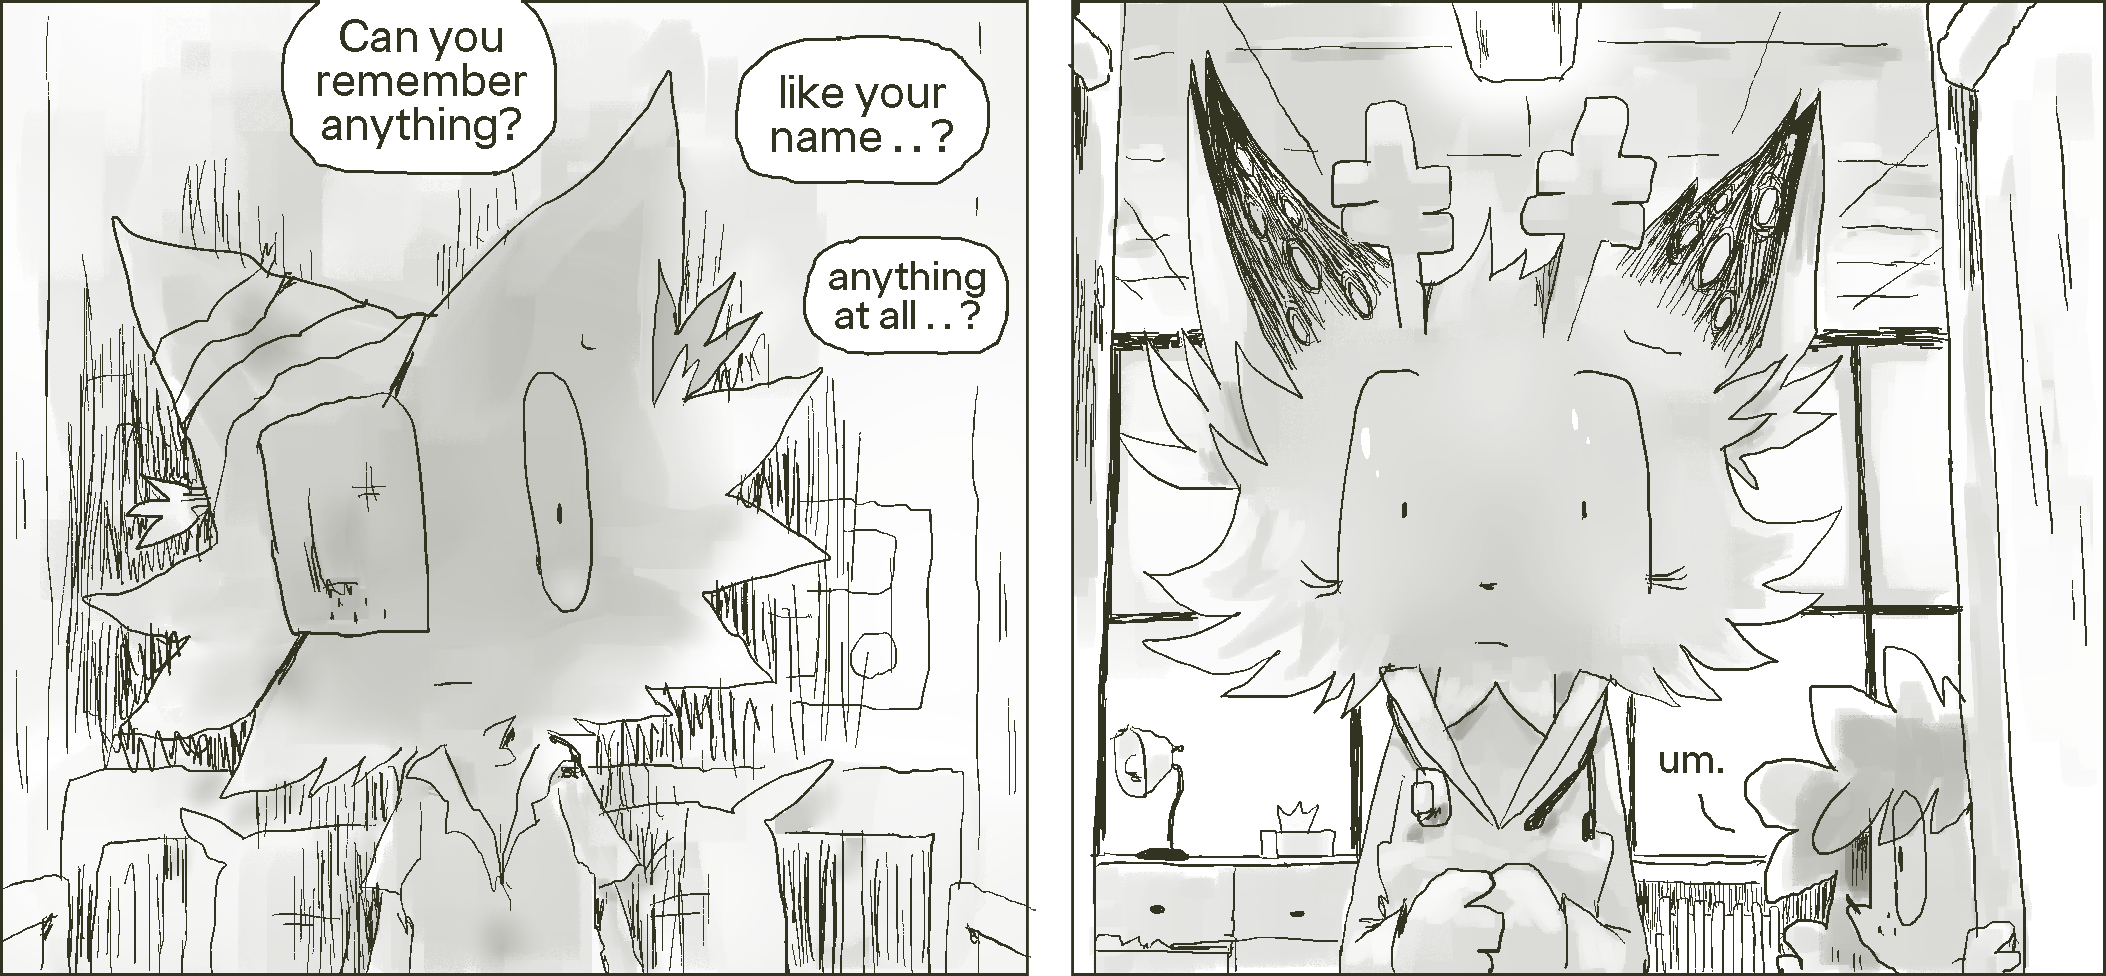 Can you
remember
anything?
like your
name . . ?
anything
at all . . ?
um.